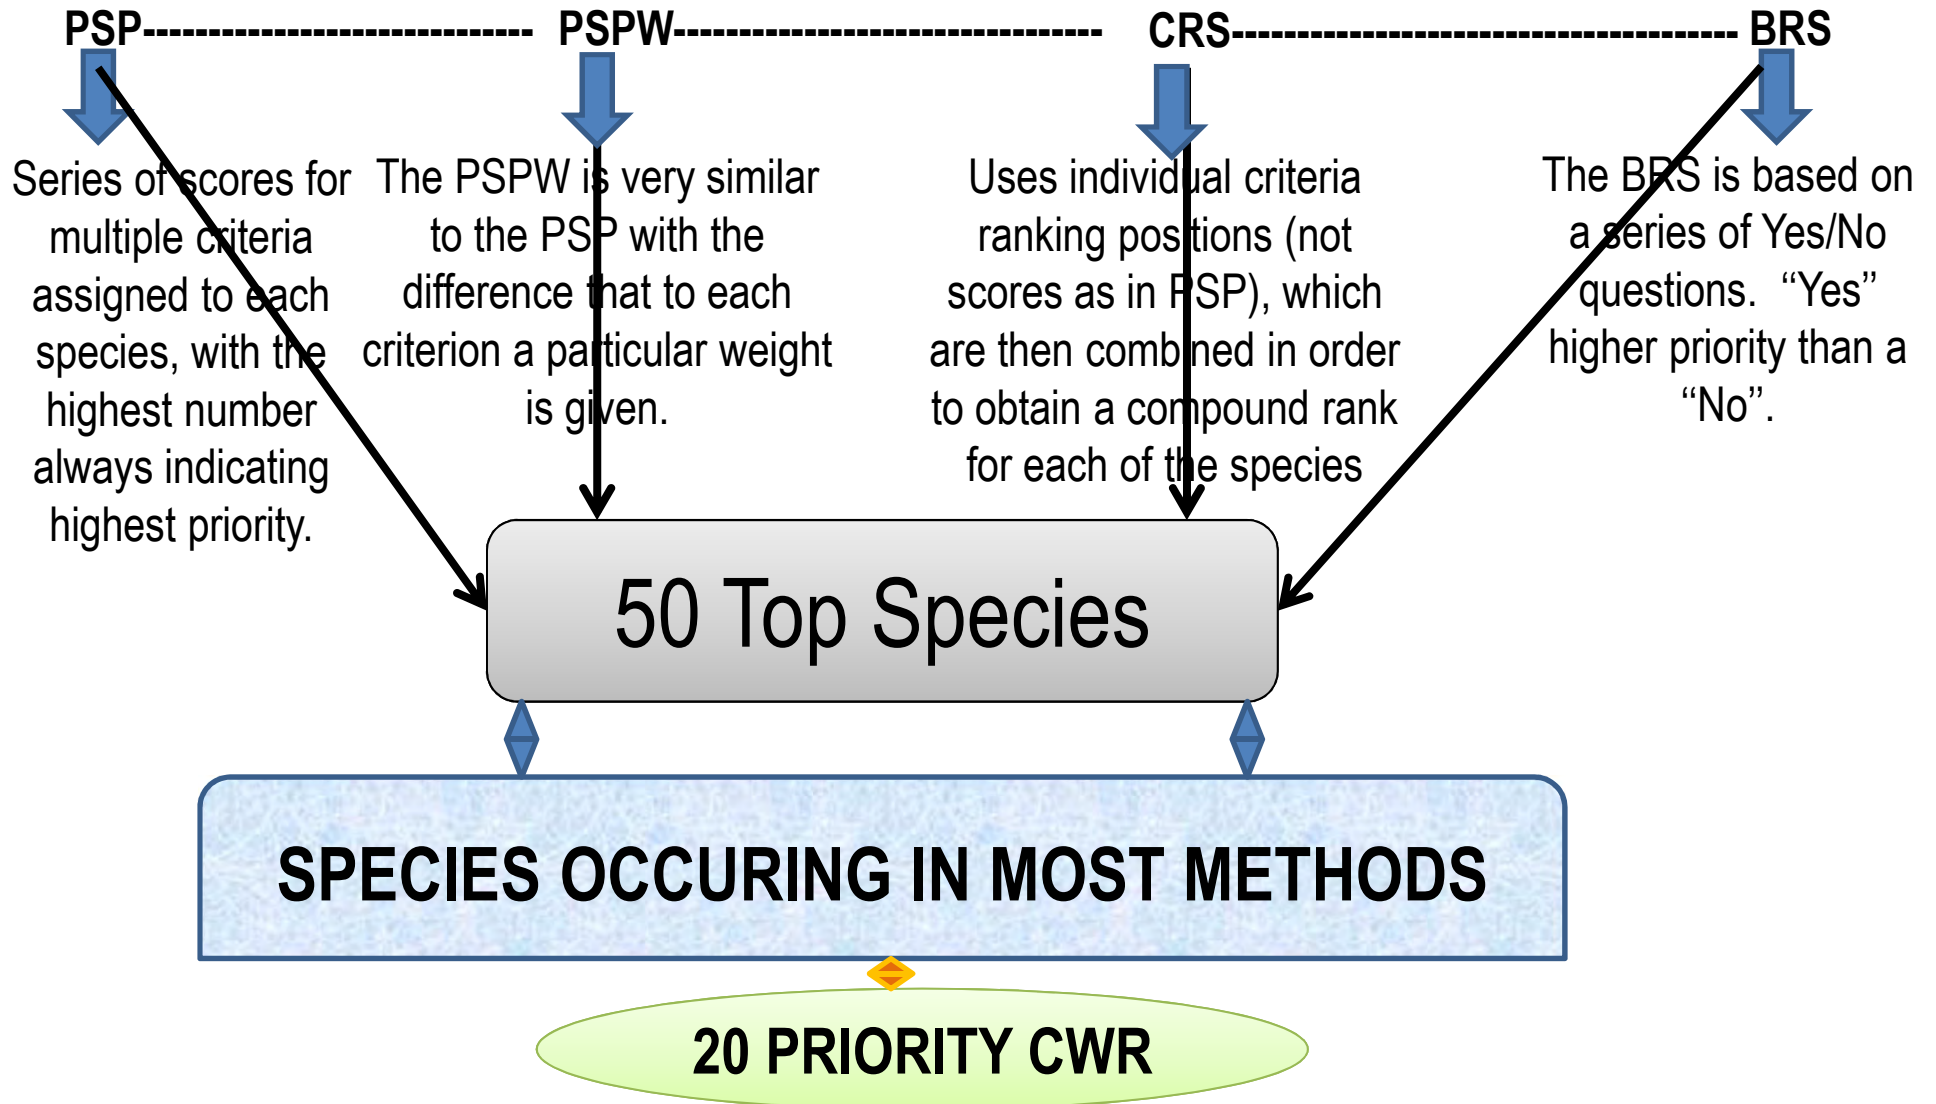 PSP------------------------------ PSPW--------------------------------- CRS--------------------------------------- BRS
Series of scores for
multiple criteria
assigned to each
species, with the
highest number
always indicating
highest priority.
The PSPW is very similar
to the PSP with the
difference that to each
criterion a particular weight
is given.
Uses individual criteria
ranking positions (not
scores as in PSP), which
are then combined in order
to obtain a compound rank
for each of the species
The BRS is based on
a series of Yes/No
questions. “Yes”
higher priority than a
“No”.
50 Top Species
SPECIES OCCURING IN MOST METHODS
20 PRIORITY CWR